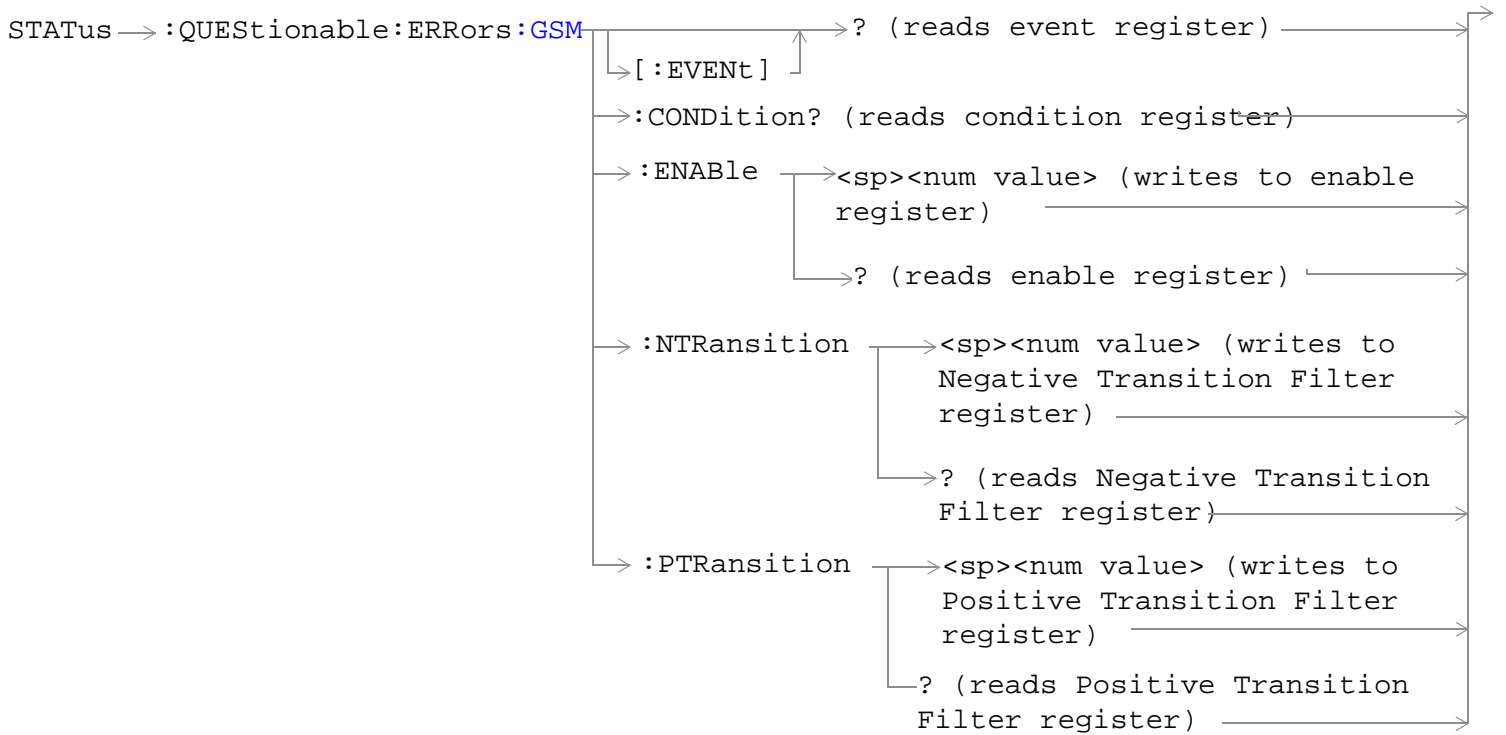 STATus :QUEStionable:ERRors:GSM ? (reads event register)
[:EVENt]
:CONDition? (reads condition register)
:ENABle <sp><num value> (writes to enable
register)
? (reads enable register)
:NTRansition <sp><num value> (writes to
Negative Transition Filter
register)
? (reads Negative Transition
Filter register)
:PTRansition <sp><num value> (writes to
Positive Transition Filter
register)
? (reads Positive Transition
Filter register)